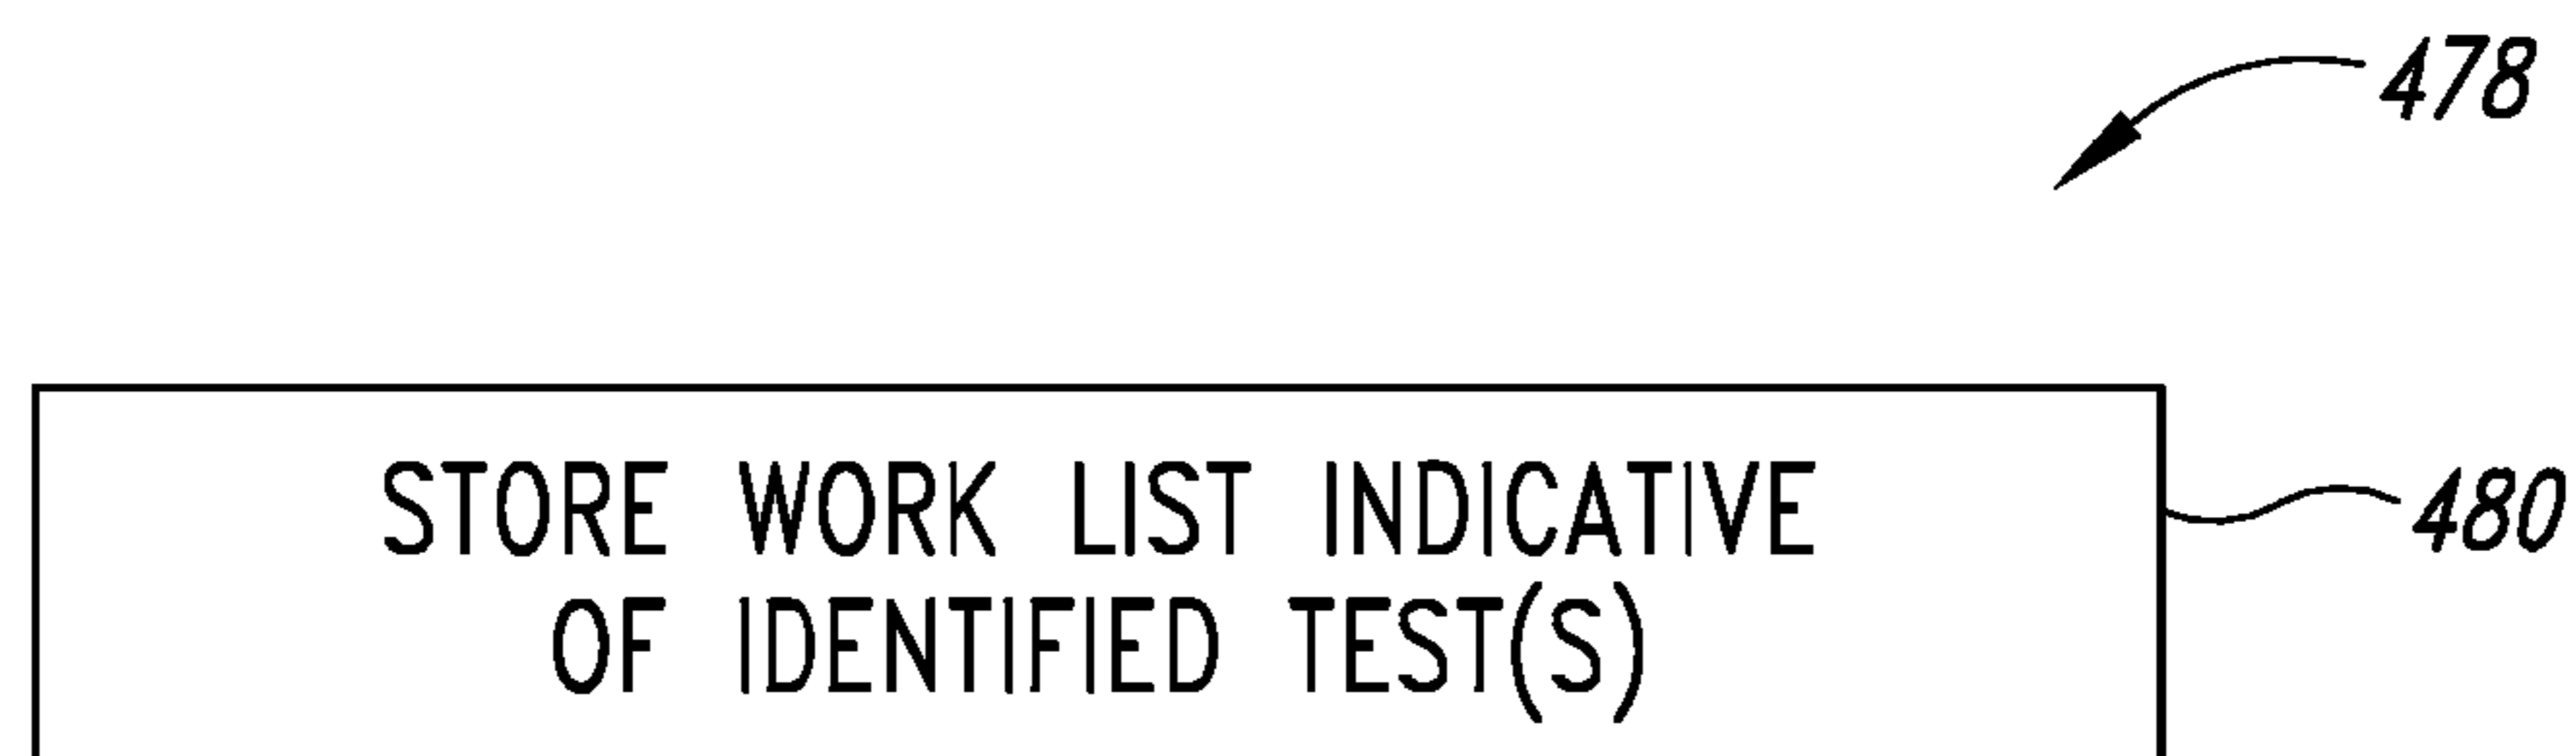 478
STORE WORK LIST INDICATIVE
OF IDENTIFIED TEST(S)
480